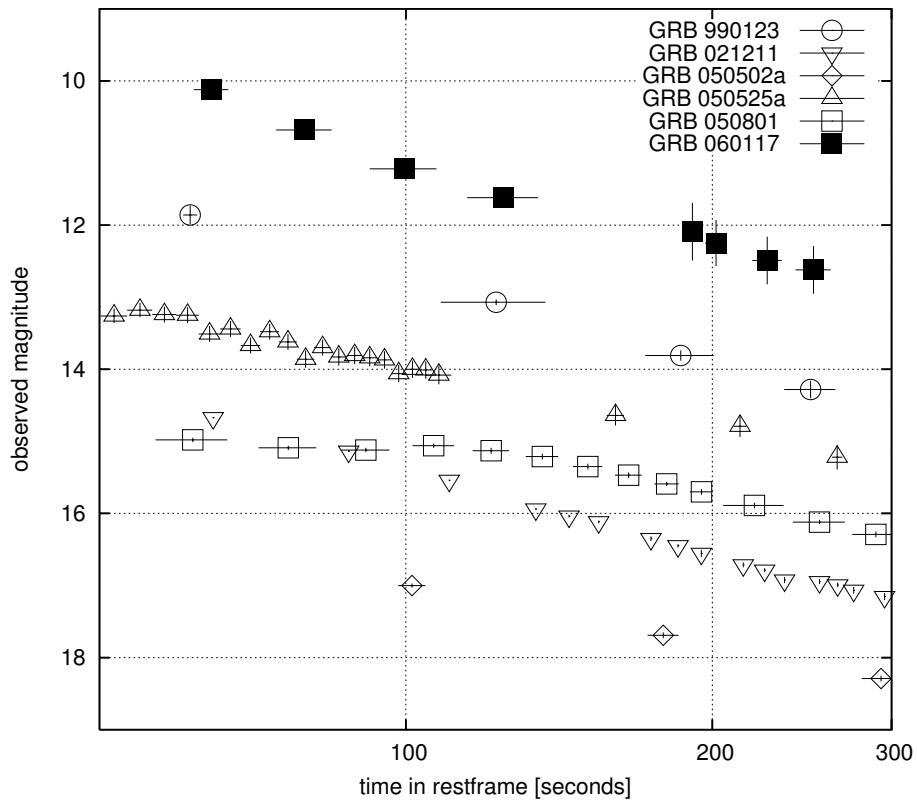 GRB 990123
GRB 021211
GRB 050502a
GRB 050525a
GRB 050801
GRB 060117
10
12
14
16
18
observed magnitude
100
200
300
time in restframe [seconds]